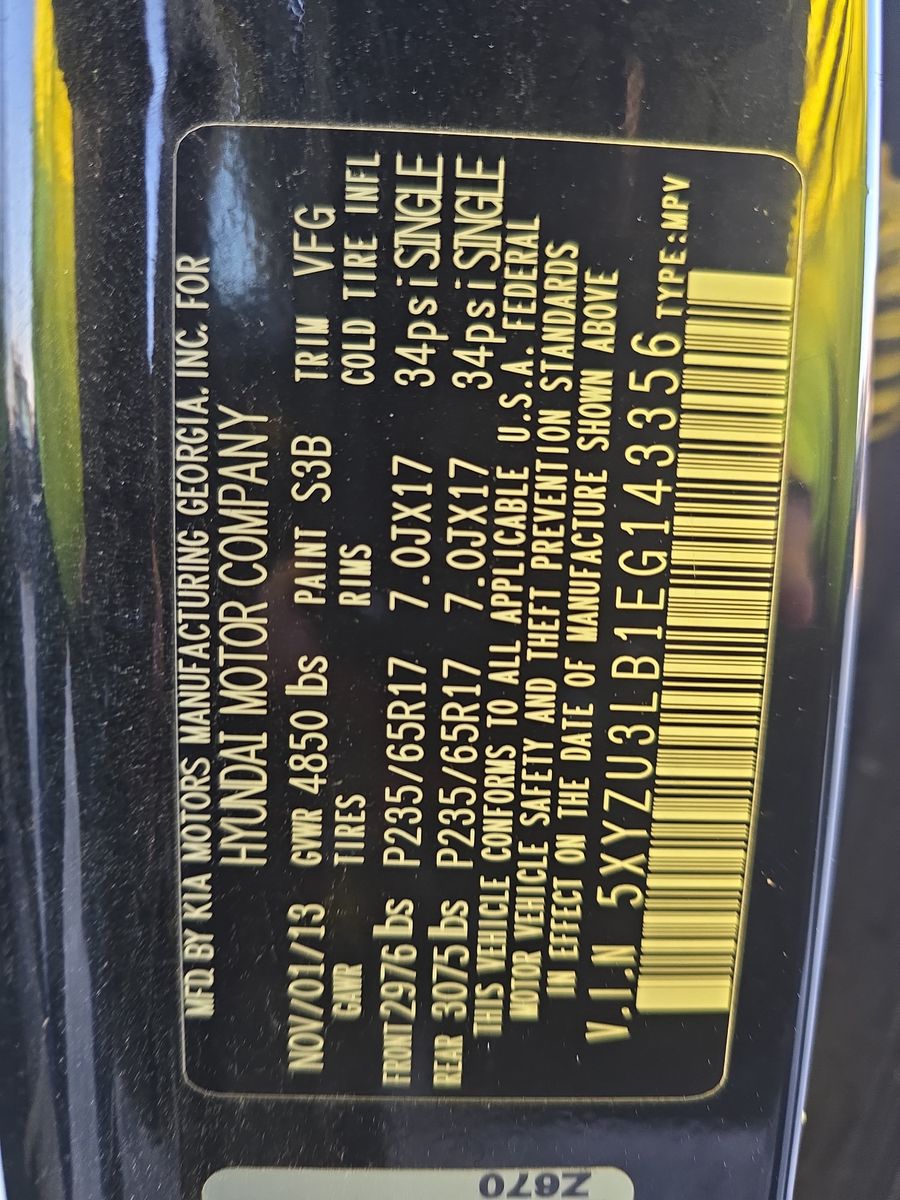 MFD BY KIA MOTORS MANUFACTURING GEORGIA, INC. FOR
HYUNDAI MOTOR COMPANY
NOV/01/13 GVWR 4850 lbs PAINT S3B TRIM VFG
GAWR TIRES RIMS COLD TIRE INFL
FRONT 2976 lbs P235/65R17 7.0JX17 34psi SINGLE
REAR 3075 lbs P235/65R17 7.0JX17 34psi SINGLE
THIS VEHICLE CONFORMS TO ALL APPLICABLE U.S.A. FEDERAL
MOTOR VEHICLE SAFETY AND THEFT PREVENTION STANDARDS
IN EFFECT ON THE DATE OF MANUFACTURE SHOWN ABOVE
V.I.N 5XYZU3LB1EG143356 TYPE:MPV
Z670